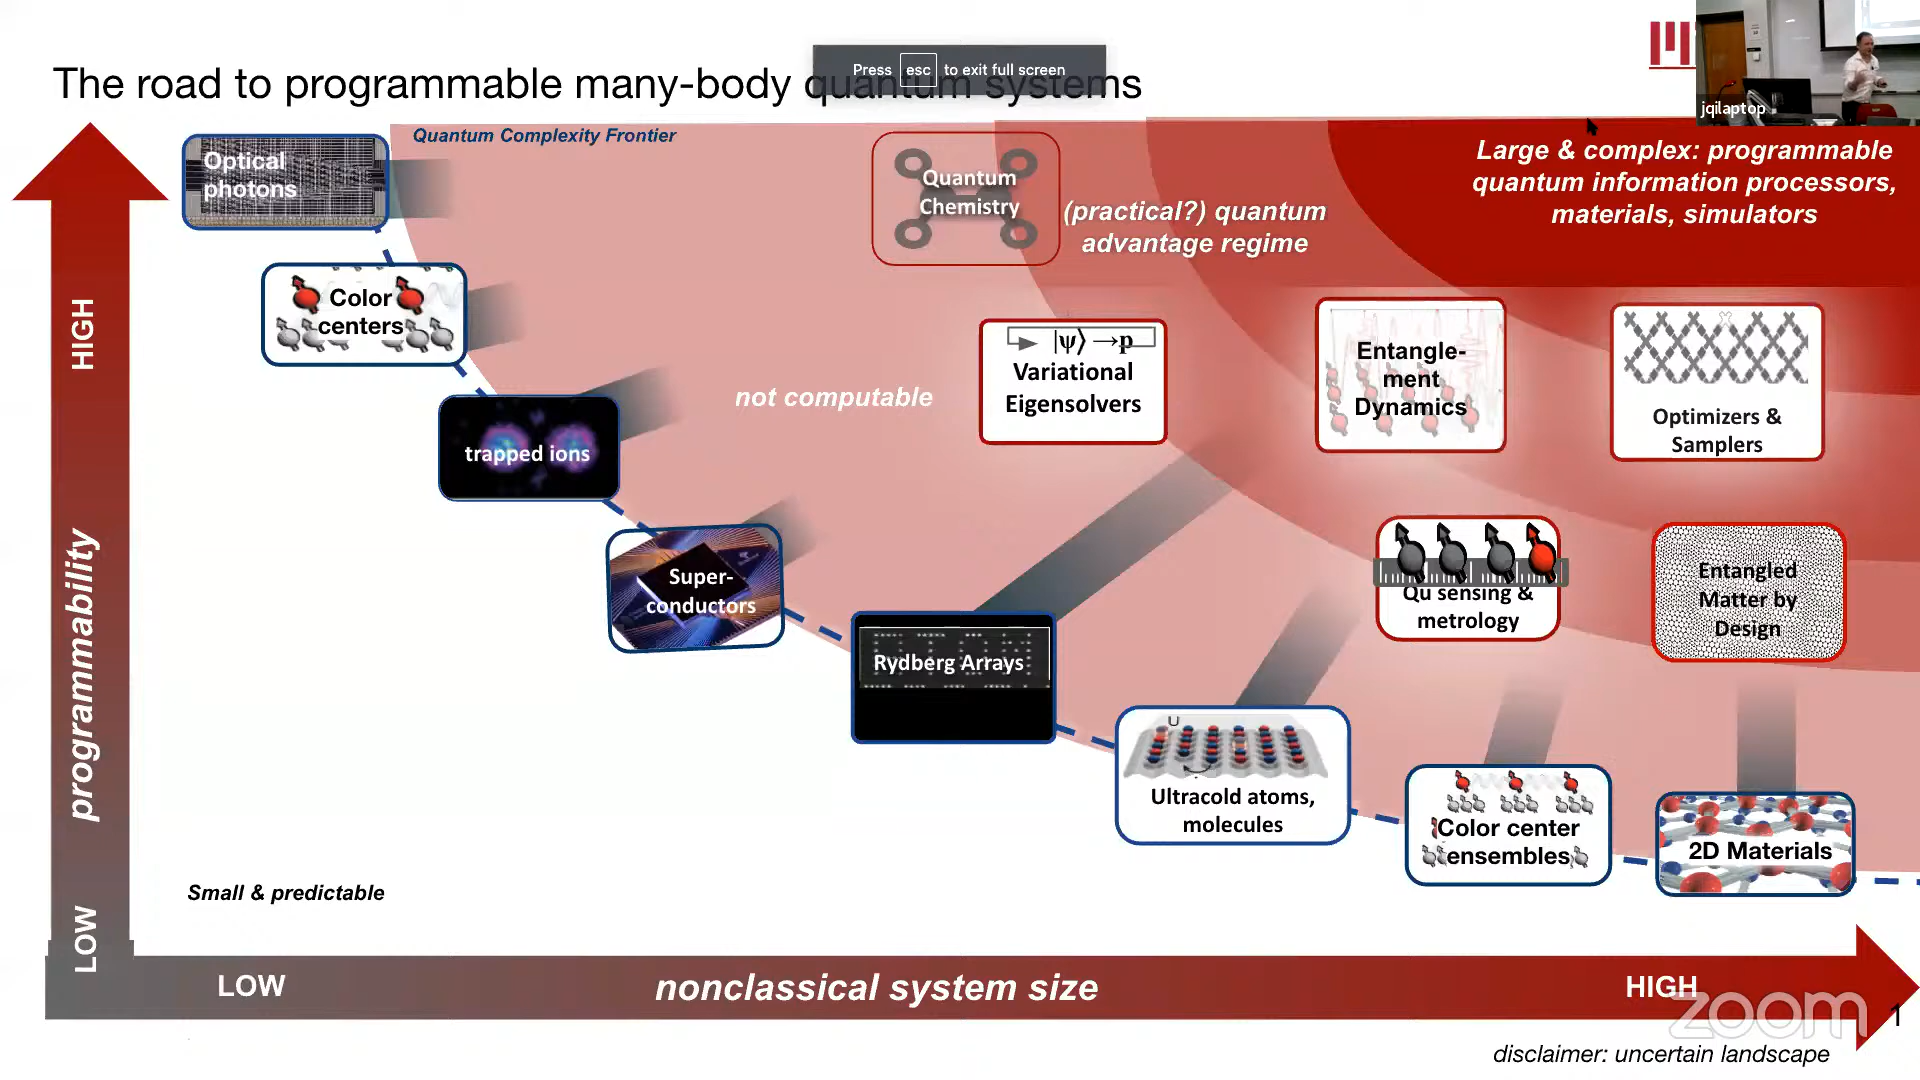 The road to programmable many-body quantum systems
Press esc to exit full screen
jqilaptop
Quantum Complexity Frontier
Optical
photons
Quantum
Chemistry
(practical?) quantum
advantage regime
Large & complex: programmable
quantum information processors,
materials, simulators
Color
centers
HIGH
|ψ⟩ →p
Variational
Eigensolvers
not computable
Entangle-
ment
Dynamics
Optimizers &
Samplers
trapped ions
programmability
Super-
conductors
Qu sensing &
metrology
Entangled
Matter by
Design
Rydberg Arrays
U
Ultracold atoms,
molecules
Color center
ensembles
2D Materials
Small & predictable
LOW
LOW
nonclassical system size
HIGH
zoom
1
disclaimer: uncertain landscape